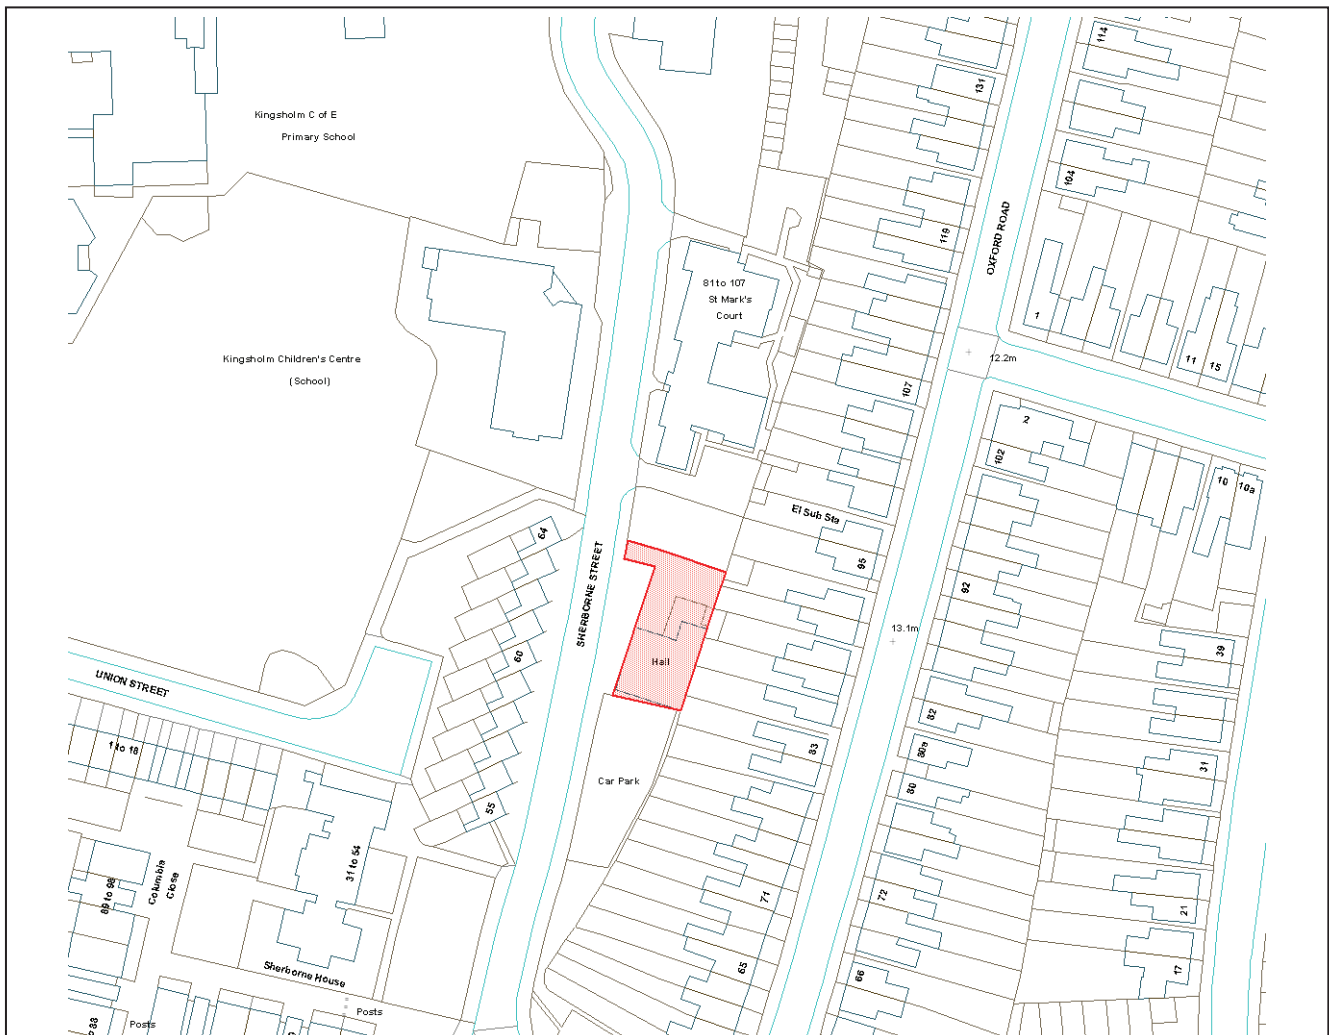 114
131
Kingsholm C of E
Primary School
104
119
OXFORD ROAD
81 to 107
St Mark's
Court
1
12.2m
Kingsholm Children's Centre
(School)
11
15
107
2
102
10
10a
El Sub Sta
64
95
SHERBORNE STREET
92
13.1m
60
39
Hall
UNION STREET
82
1 to 18
83
80a
31
Car Park
80
55
31 to 54
Columbia
Close
89 to 98
71
72
21
65
Sherborne House
66
17
Posts
Posts